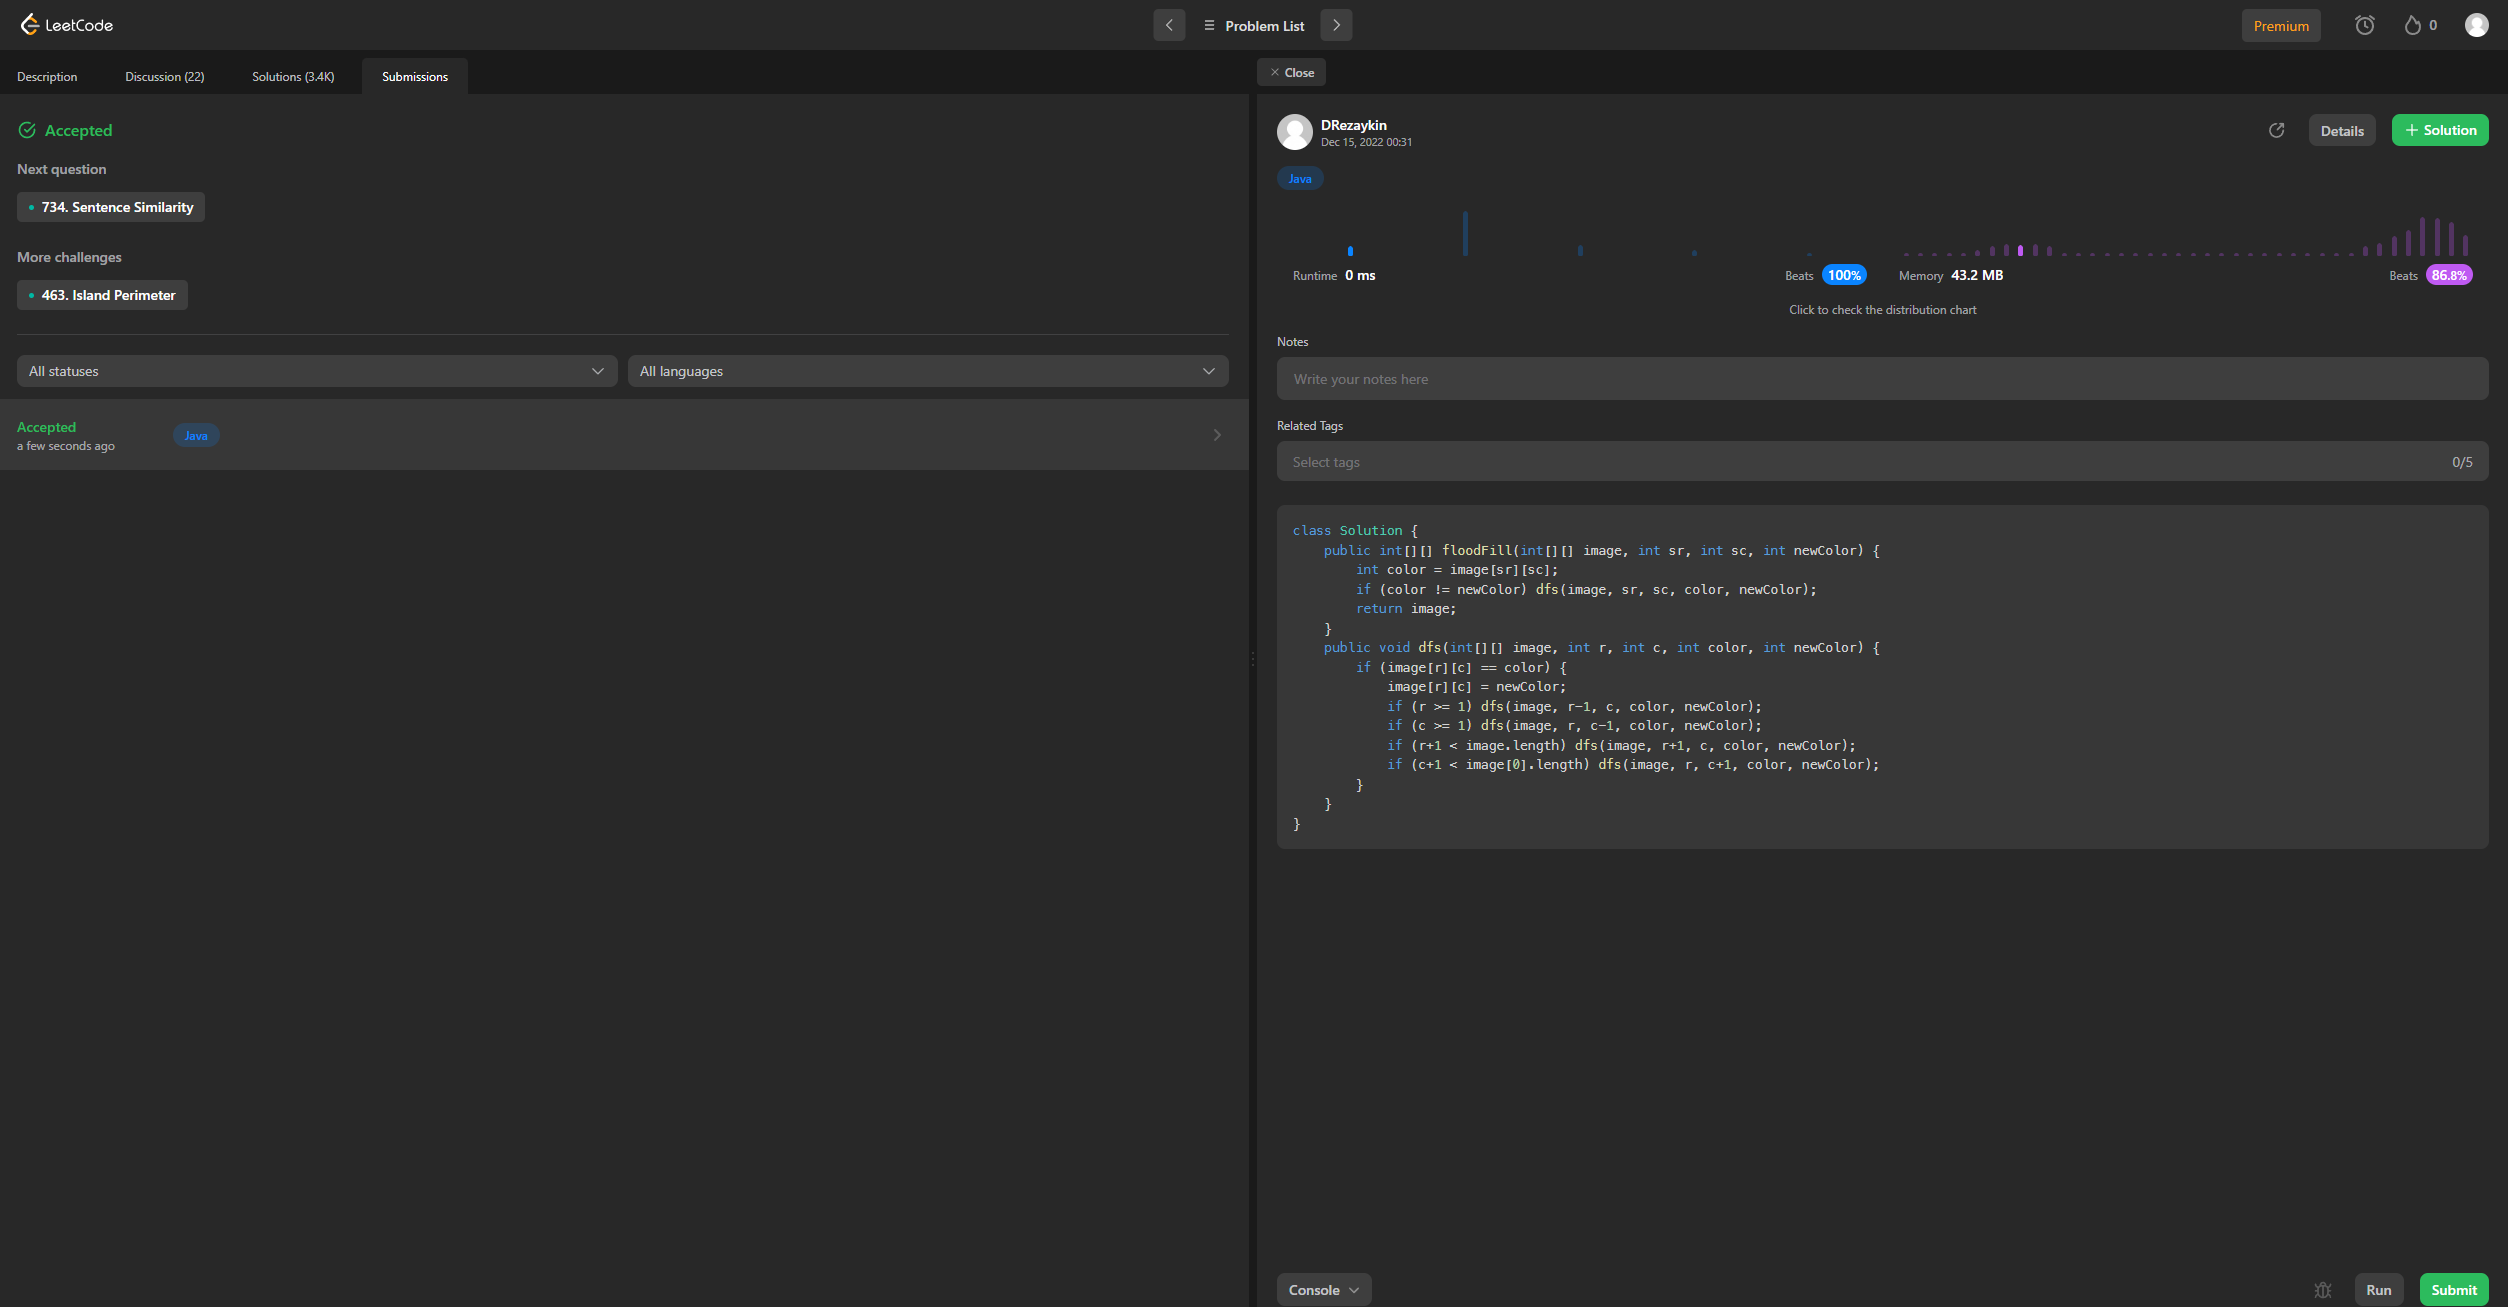 LeetCode
Problem List
Premium
0
Description
Discussion (22)
Solutions (3.4K)
Submissions
Close
Accepted
Next question
734. Sentence Similarity
More challenges
463. Island Perimeter
All statuses
All languages
Accepted
a few seconds ago
Java
DRezaykin
Dec 15, 2022 00:31
Details
+ Solution
Java
Runtime 0 ms
Beats 100%
Memory 43.2 MB
Beats 86.8%
Click to check the distribution chart
Notes
Write your notes here
Related Tags
Select tags
0/5
class Solution {
    public int[][] floodFill(int[][] image, int sr, int sc, int newColor) {
        int color = image[sr][sc];
        if (color != newColor) dfs(image, sr, sc, color, newColor);
        return image;
    }
    public void dfs(int[][] image, int r, int c, int color, int newColor) {
        if (image[r][c] == color) {
            image[r][c] = newColor;
            if (r >= 1) dfs(image, r-1, c, color, newColor);
            if (c >= 1) dfs(image, r, c-1, color, newColor);
            if (r+1 < image.length) dfs(image, r+1, c, color, newColor);
            if (c+1 < image[0].length) dfs(image, r, c+1, color, newColor);
        }
    }
}
Console
Run
Submit